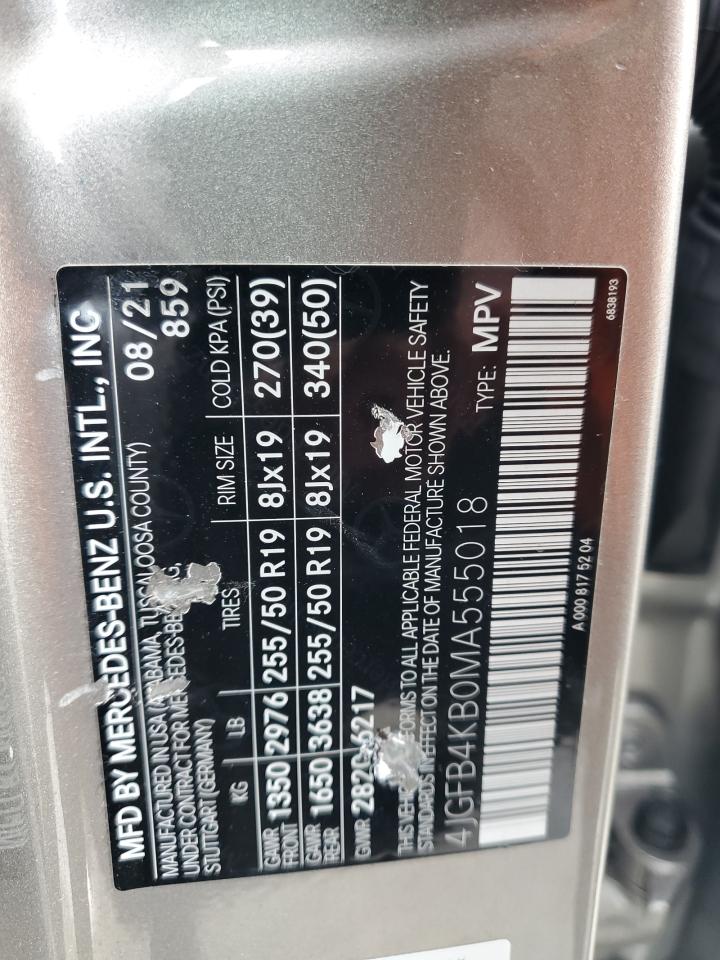 MFD BY MERCEDES-BENZ U.S. INTL., INC
MANUFACTURED IN USA TUSCALOOSA COUNTY) 08/21
UNDER CONTRACT FOR 859
STUTTGART (GERMANY)
KG LB TIRES RIM SIZE COLD KPA(PSI)
GAWR FRONT 1350 2976 255/50 R19 8Jx19 270(39)
GAWR REAR 1650 3638 255/50 R19 8Jx19 340(50)
GWR 6217
THIS TO ALL APPLICABLE FEDERAL MOTOR VEHICLE SAFETY
STANDARDS IN EFFECT ON THE DATE OF MANUFACTURE SHOWN ABOVE.
4JGFB4KB0MA555018 TYPE: MPV
A 000 817 52 04 6838193